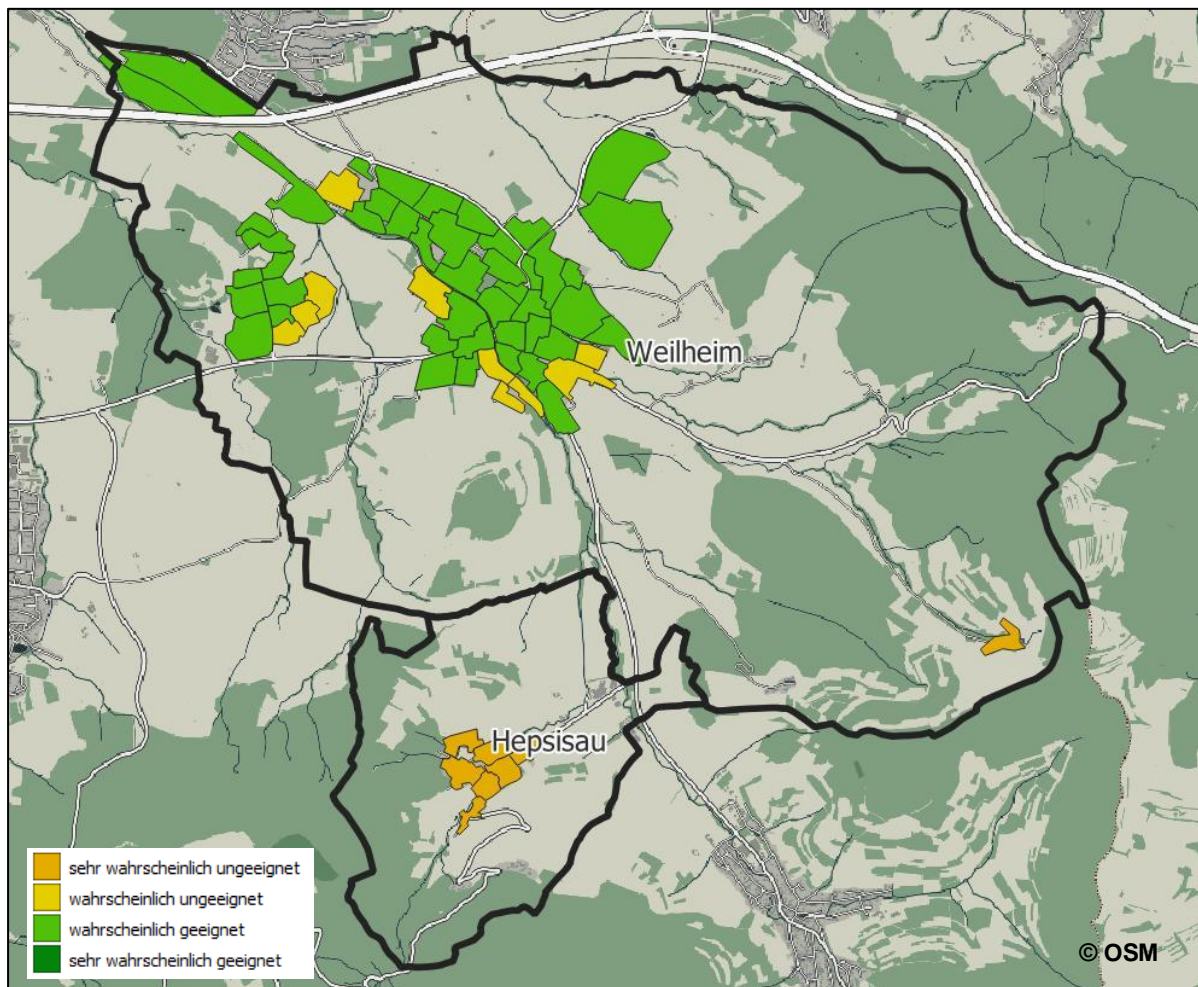 Weilheim
Hepsisau
sehr wahrscheinlich ungeeignet
wahrscheinlich ungeeignet
wahrscheinlich geeignet
sehr wahrscheinlich geeignet
© OSM